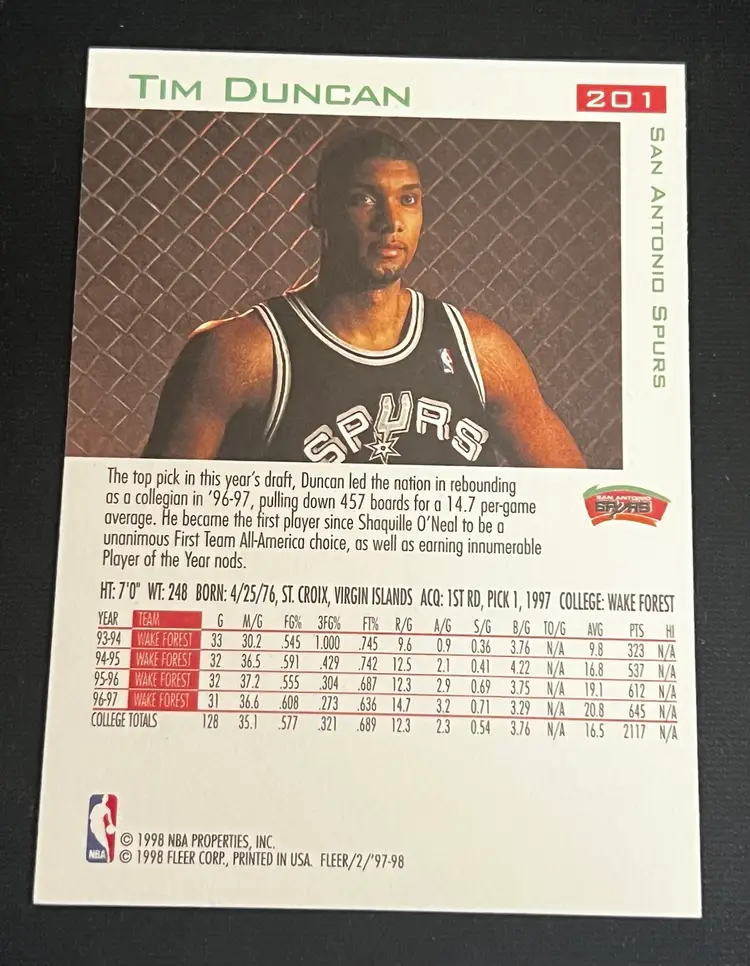 TIM DUNCAN
201
SAN ANTONIO SPURS
SPURS
The top pick in this year's draft, Duncan led the nation in rebounding
as a collegian in '96-97, pulling down 457 boards for a 14.7 per-game
average. He became the first player since Shaquille O'Neal to be a
unanimous First Team All-America choice, as well as earning innumerable
Player of the Year nods.
SAN ANTONIO
SPURS
HT: 7'0" WT: 248 BORN: 4/25/76, ST. CROIX, VIRGIN ISLANDS ACQ: 1ST RD, PICK 1, 1997 COLLEGE: WAKE FOREST
YEAR TEAM G M/G FG% 3FG% FT% R/G A/G S/G B/G TO/G AVG PTS HI
93-94 WAKE FOREST 33 30.2 .545 1.000 .745 9.6 0.9 0.36 3.76 N/A 9.8 323 N/A
94-95 WAKE FOREST 32 36.5 .591 .429 .742 12.5 2.1 0.41 4.22 N/A 16.8 537 N/A
95-96 WAKE FOREST 32 37.2 .555 .304 .687 12.3 2.9 0.69 3.75 N/A 19.1 612 N/A
96-97 WAKE FOREST 31 36.6 .608 .273 .636 14.7 3.2 0.71 3.29 N/A 20.8 645 N/A
COLLEGE TOTALS 128 35.1 .577 .321 .689 12.3 2.3 0.54 3.76 N/A 16.5 2117 N/A
NBA
© 1998 NBA PROPERTIES, INC.
© 1998 FLEER CORP., PRINTED IN USA. FLEER/2/'97-98